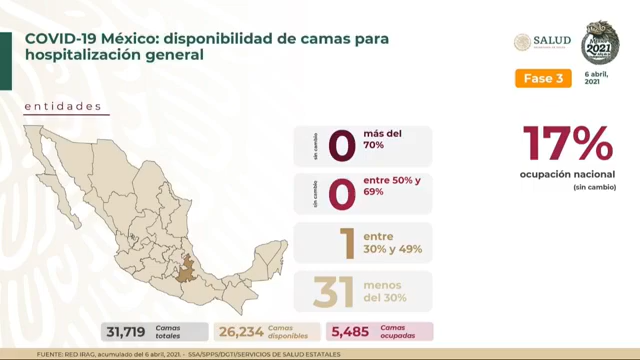 COVID-19 México: disponibilidad de camas para
hospitalización general
SALUD
México
2021
Fase 3
6 abril,
2021
entidades
sin cambio
0
más del
70%
sin cambio
0
entre 50% y
69%
1
entre
30% y 49%
31
menos
del 30%
17%
ocupación nacional
(sin cambio)
31,719
Camas
totales
26,234
Camas
disponibles
5,485
Camas
ocupadas
FUENTE: RED IRAG, acumulado del 6 abril, 2021. - SSA/SPPS/DGTI/SERVICIOS DE SALUD ESTATALES